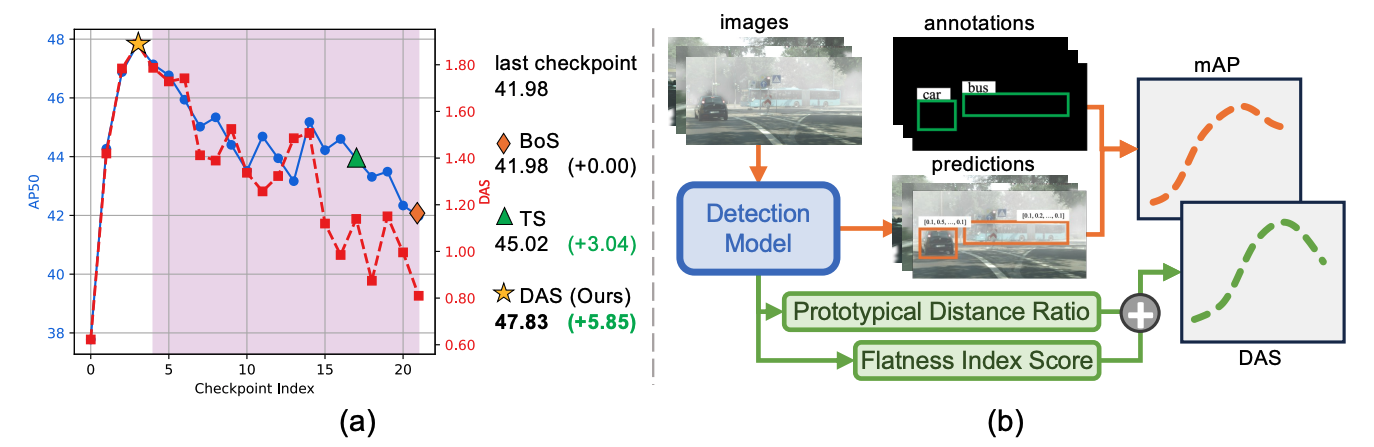 48
46
44
42
40
38
AP50
0
5
10
15
20
Checkpoint Index
1.80
1.60
1.40
1.20
1.00
0.80
0.60
DAS
last checkpoint
41.98
BoS
41.98 (+0.00)
TS
45.02 (+3.04)
DAS (Ours)
47.83 (+5.85)
(a)
images
annotations
car
bus
mAP
predictions
[0.1, 0.5, ..., 0.1]
[0.1, 0.2, ..., 0.1]
Detection
Model
Prototypical Distance Ratio
Flatness Index Score
DAS
(b)